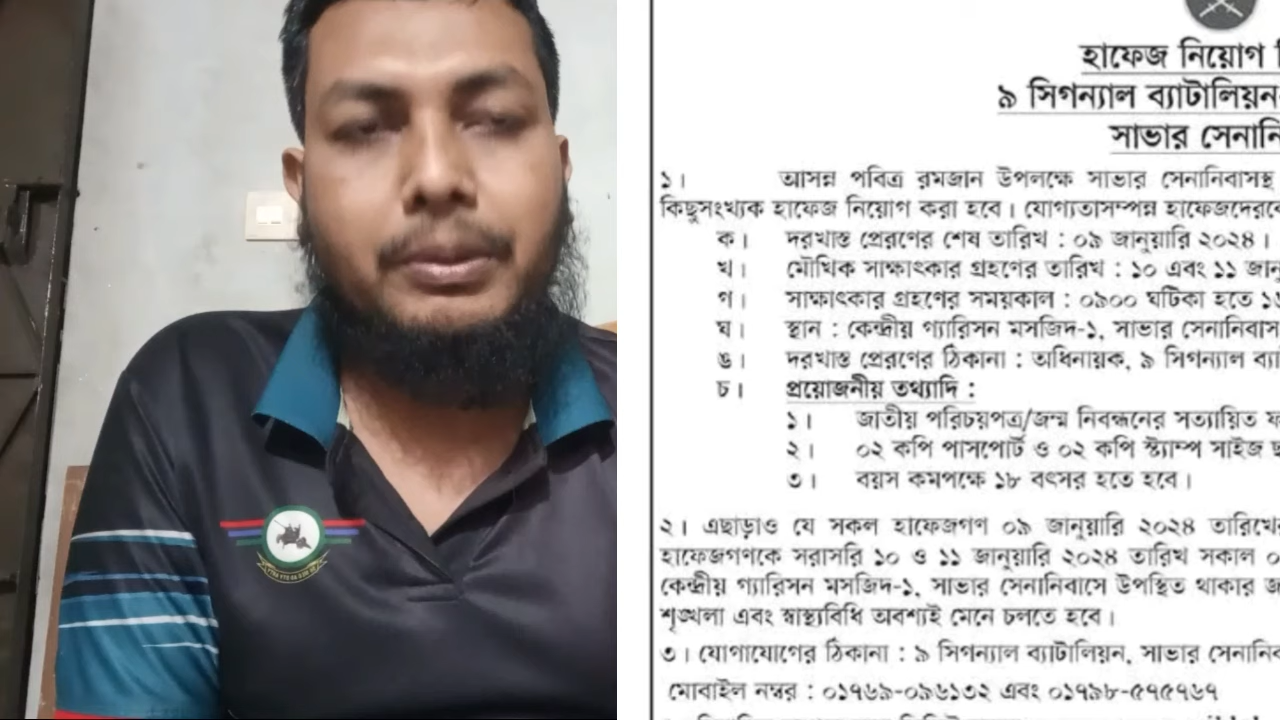 হাফেজ নিয়োগ
৯ সিগন্যাল ব্যাটালিয়ন
সাভার সেনানি
১। আসন্ন পবিত্র রমজান উপলক্ষে সাভার সেনানিবাসস্থ
কিছুসংখ্যক হাফেজ নিয়োগ করা হবে। যোগ্যতাসম্পন্ন হাফেজদেরকে
ক। দরখাস্ত প্রেরণের শেষ তারিখ : ০৯ জানুয়ারি ২০২৪।
খ। মৌখিক সাক্ষাৎকার গ্রহণের তারিখ : ১০ এবং ১১ জানু
গ। সাক্ষাৎকার গ্রহণের সময়কাল : ০৯০০ ঘটিকা হতে
ঘ। স্থান : কেন্দ্রীয় গ্যারিসন মসজিদ-১, সাভার সেনানিবাস
ঙ। দরখাস্ত প্রেরণের ঠিকানা : অধিনায়ক, ৯ সিগন্যাল ব্যা
চ। প্রয়োজনীয় তথ্যাদি :
১। জাতীয় পরিচয়পত্র/জন্ম নিবন্ধনের সত্যায়িত
২। ০২ কপি পাসপোর্ট ও ০২ কপি স্ট্যাম্প সাইজ
৩। বয়স কমপক্ষে ১৮ বৎসর হতে হবে।
২। এছাড়াও যে সকল হাফেজগণ ০৯ জানুয়ারি ২০২৪ তারিখে
হাফেজগণকে সরাসরি ১০ ও ১১ জানুয়ারি ২০২৪ তারিখ সকাল ০
কেন্দ্রীয় গ্যারিসন মসজিদ-১, সাভার সেনানিবাসে উপস্থিত থাকার জ
শৃঙ্খলা এবং স্বাস্থ্যবিধি অবশ্যই মেনে চলতে হবে।
৩। যোগাযোগের ঠিকানা : ৯ সিগন্যাল ব্যাটালিয়ন, সাভার সেনানিব
মোবাইল নম্বর : ০১৭৬৯-০৯৬১৩২ এবং ০১৭৯৮-৫৭৫৭৬৭